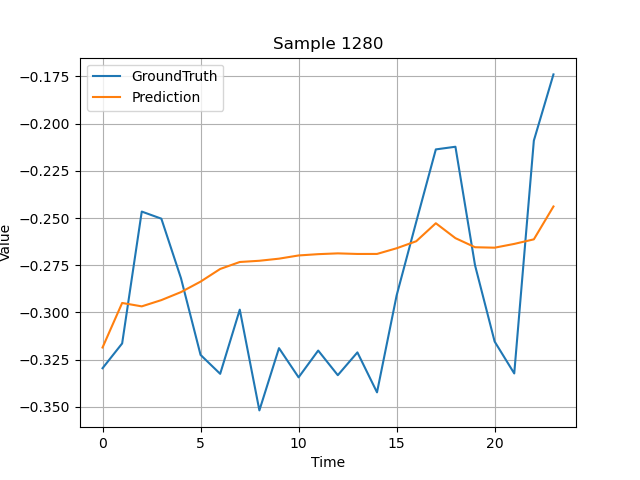 Sample 1280
GroundTruth
Prediction
−0.175
−0.200
−0.225
−0.250
−0.275
−0.300
−0.325
−0.350
Value
0 5 10 15 20
Time